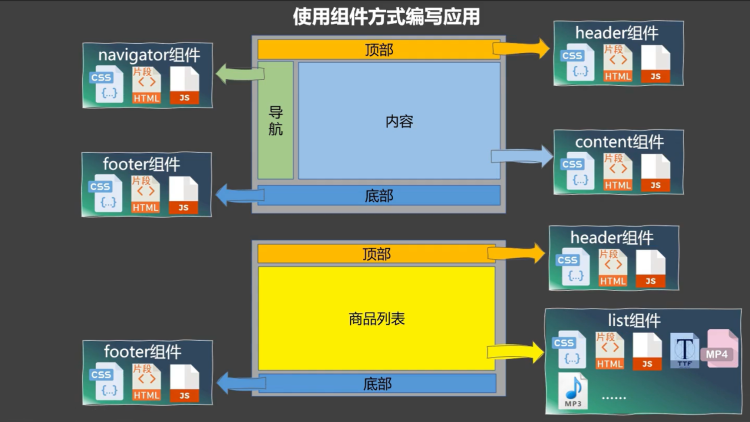 使用组件方式编写应用
顶部
header组件
CSS
{...}
片段
< >
HTML
JS
navigator组件
CSS
{...}
片段
< >
HTML
JS
导航
内容
content组件
CSS
{...}
片段
< >
HTML
JS
footer组件
CSS
{...}
片段
< >
HTML
JS
底部
顶部
header组件
CSS
{...}
片段
< >
HTML
JS
商品列表
list组件
CSS
{...}
片段
< >
HTML
JS
T
TTF
MP4
MP3
......
footer组件
CSS
{...}
片段
< >
HTML
JS
底部